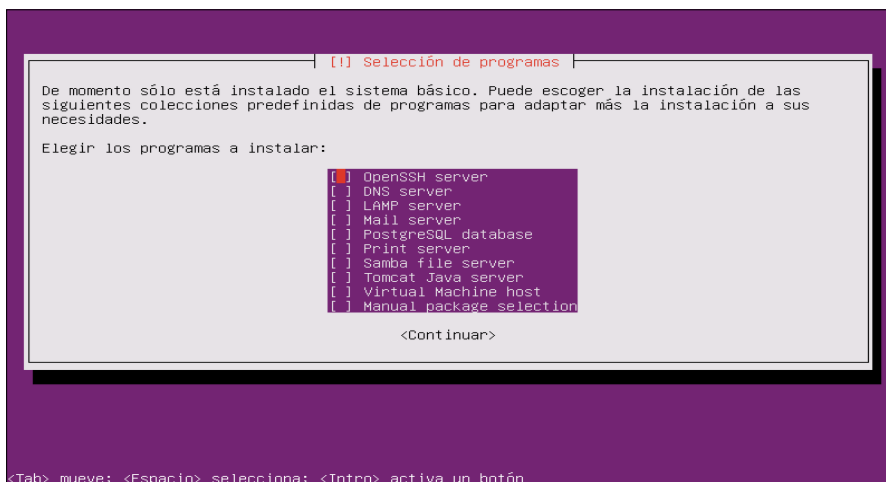 [!] Selección de programas
De momento sólo está instalado el sistema básico. Puede escoger la instalación de las
siguientes colecciones predefinidas de programas para adaptar más la instalación a sus
necesidades.
Elegir los programas a instalar:
[ ] OpenSSH server
[ ] DNS server
[ ] LAMP server
[ ] Mail server
[ ] PostgreSQL database
[ ] Print server
[ ] Samba file server
[ ] Tomcat Java server
[ ] Virtual Machine host
[ ] Manual package selection
<Continuar>
<Tab> mueve; <Espacio> selecciona; <Intro> activa un botón